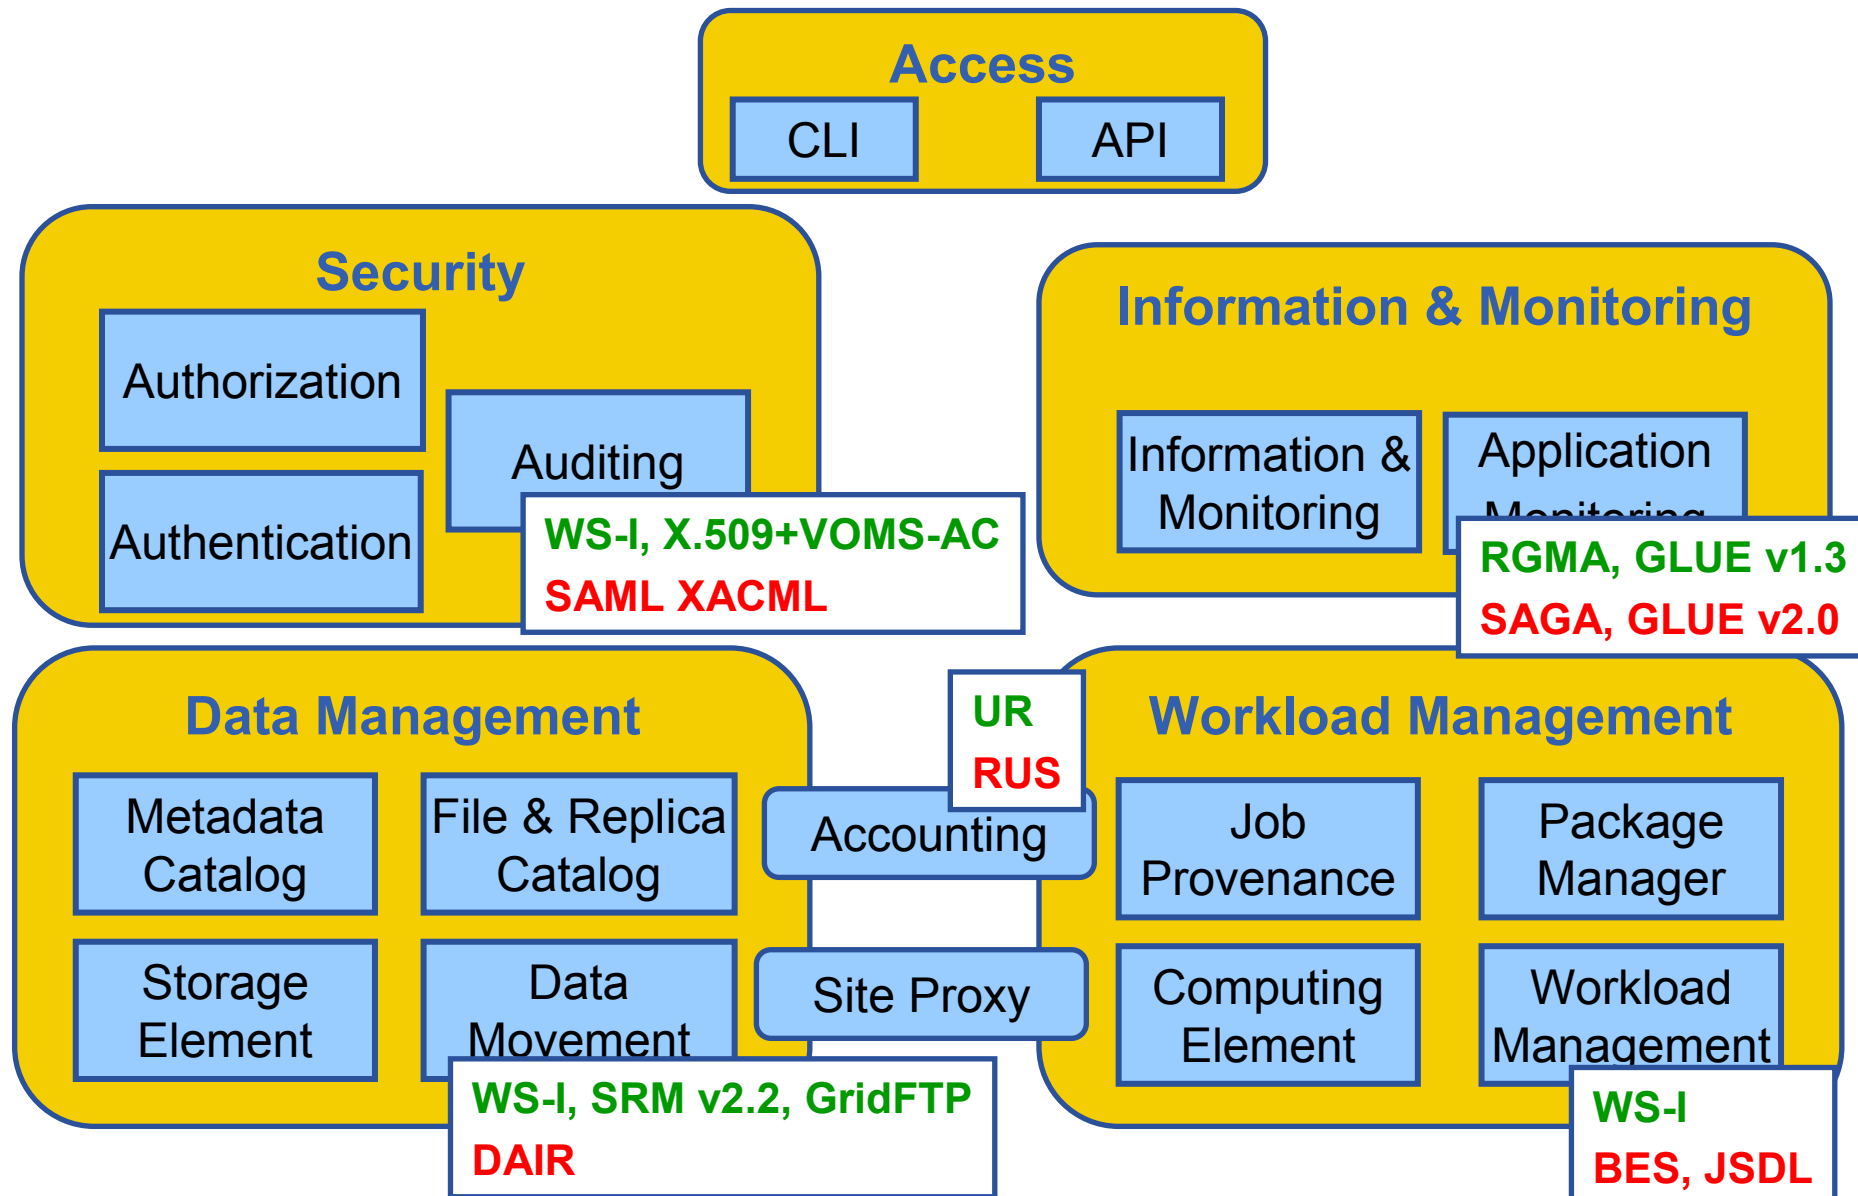 Access
CLI
API
Security
Authorization
Auditing
Authentication
WS-I, X.509+VOMS-AC
SAML XACML
Information & Monitoring
Information &
Monitoring
Application
Monitoring
RGMA, GLUE v1.3
SAGA, GLUE v2.0
Data Management
Metadata
Catalog
File & Replica
Catalog
Storage
Element
Data
Movement
WS-I, SRM v2.2, GridFTP
DAIR
UR
RUS
Accounting
Site Proxy
Workload Management
Job
Provenance
Package
Manager
Computing
Element
Workload
Management
WS-I
BES, JSDL